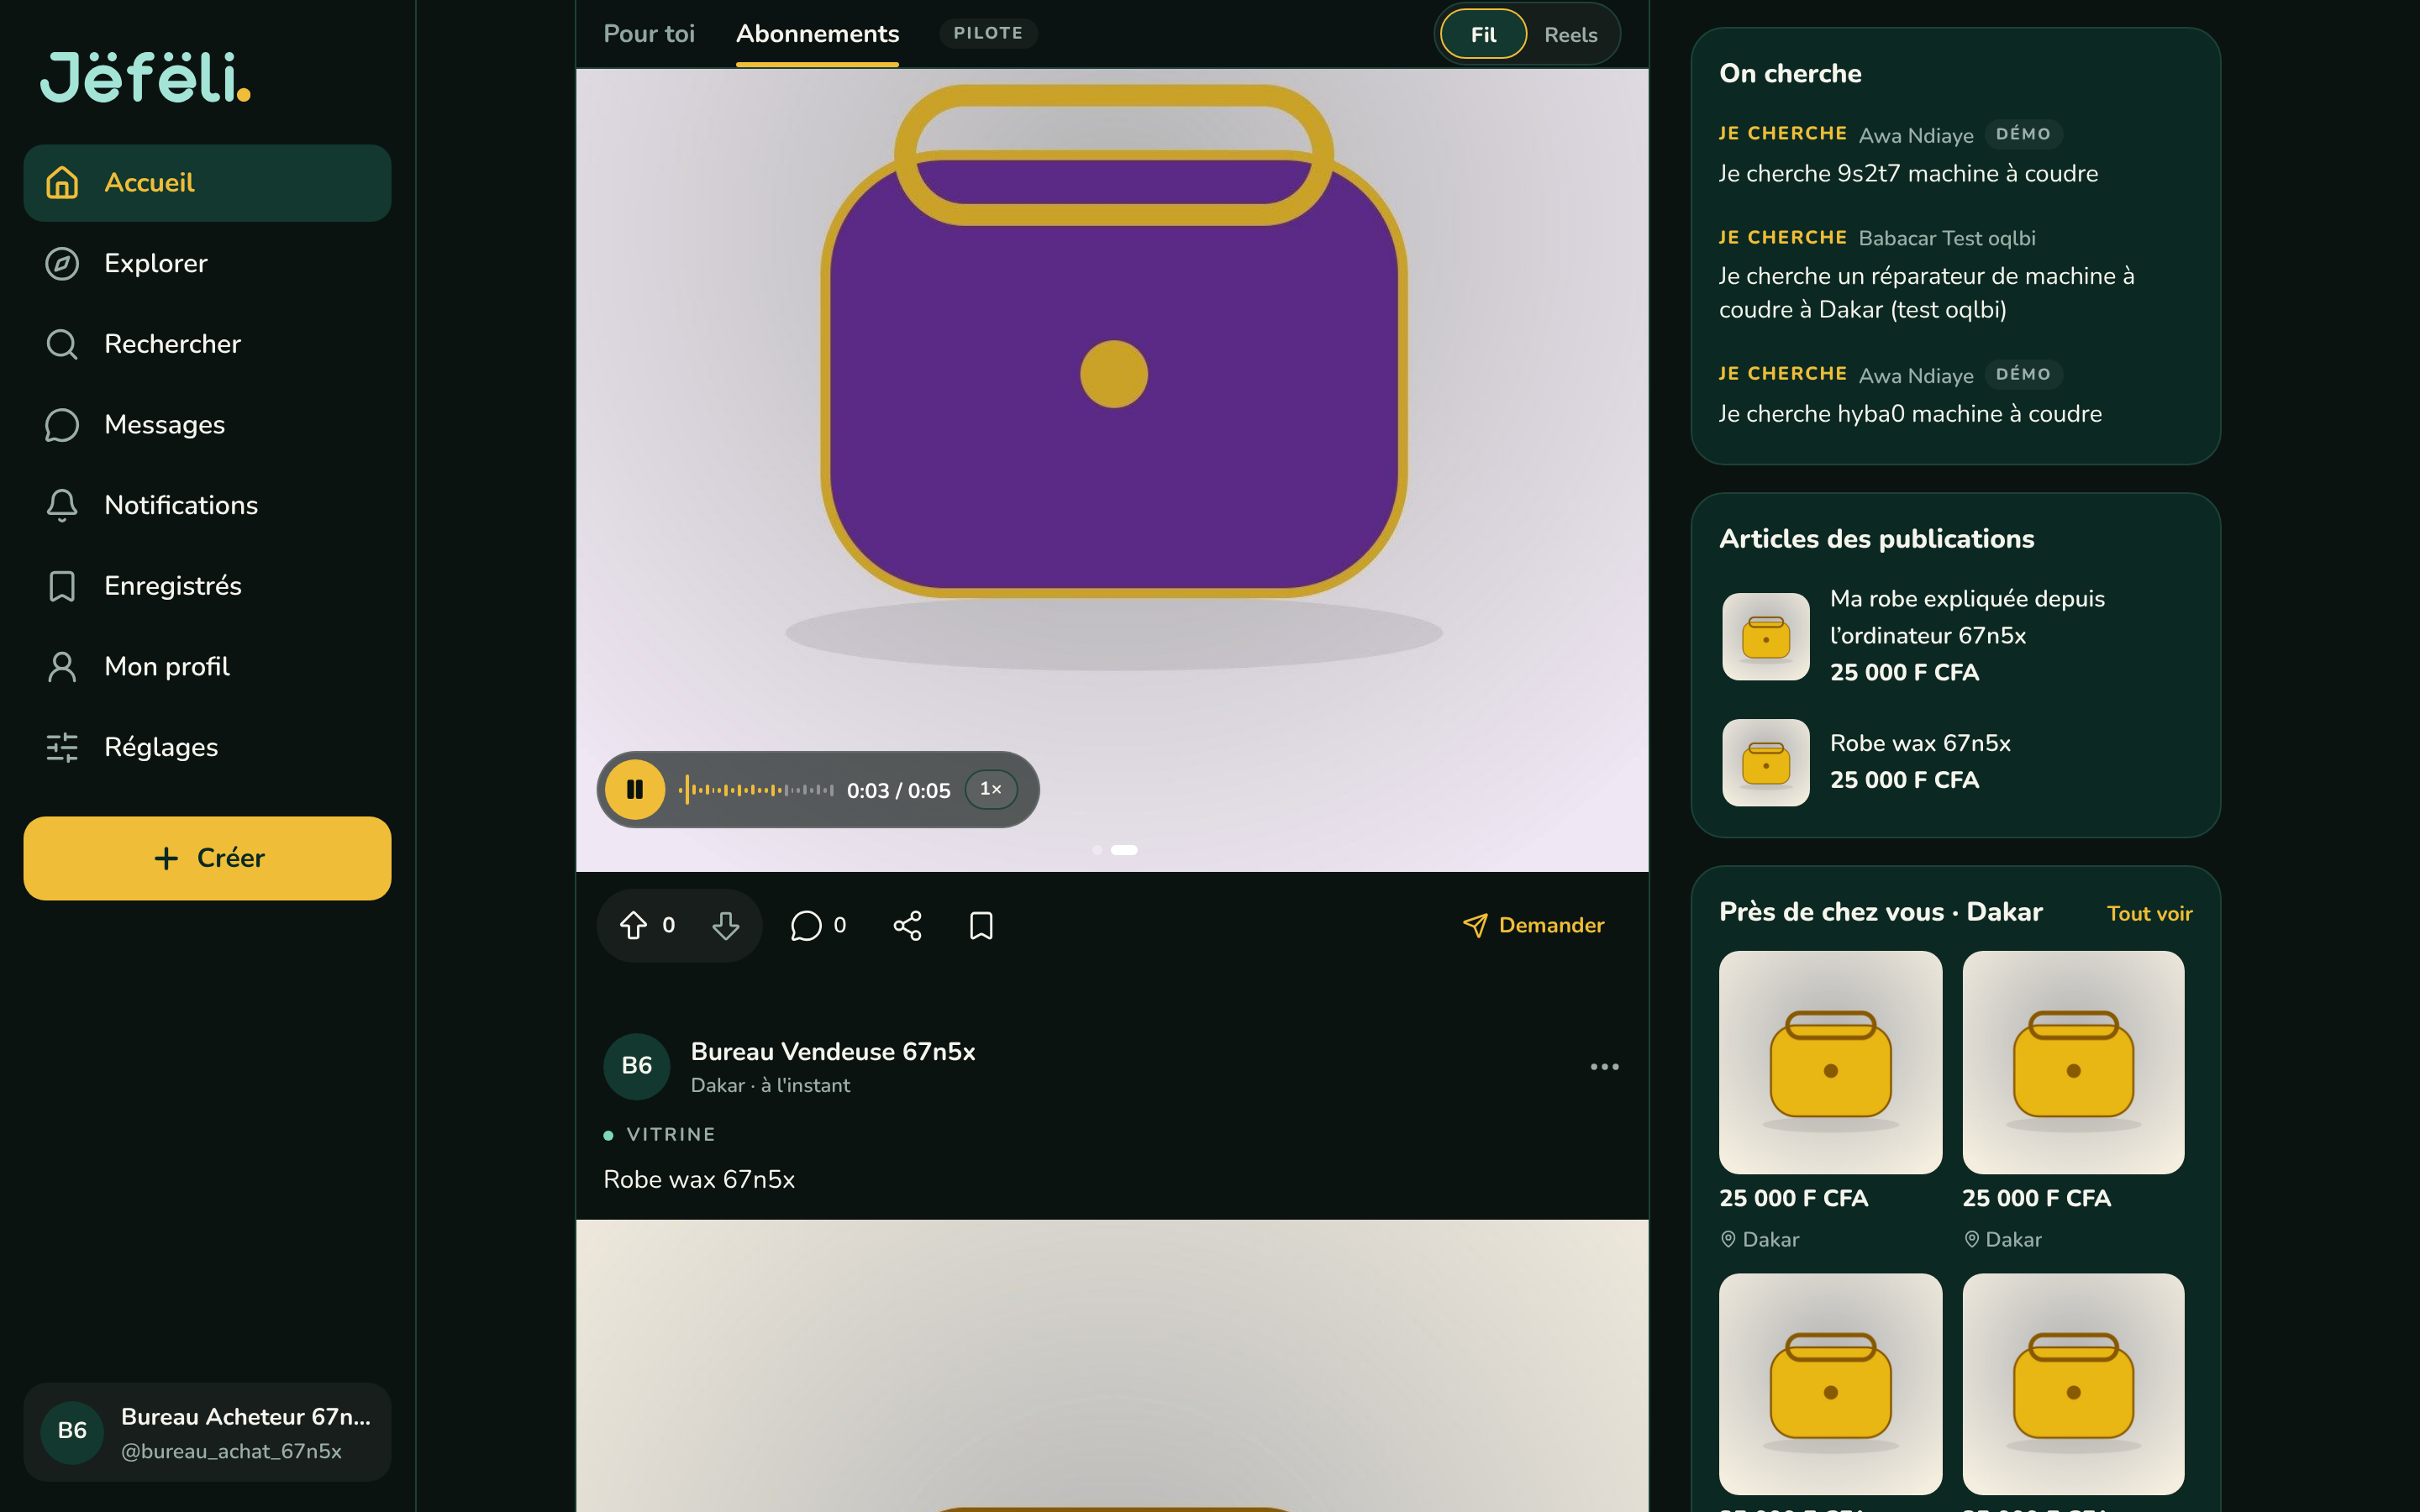 Jëfëli.
Accueil
Explorer
Rechercher
Messages
Notifications
Enregistrés
Mon profil
Réglages
+ Créer
B6
Bureau Acheteur 67n...
@bureau_achat_67n5x
Pour toi
Abonnements
PILOTE
Fil
Reels
0:03 / 0:05
1×
0
0
Demander
B6
Bureau Vendeuse 67n5x
Dakar · à l'instant
VITRINE
Robe wax 67n5x
On cherche
JE CHERCHE Awa Ndiaye DÉMO
Je cherche 9s2t7 machine à coudre
JE CHERCHE Babacar Test oqlbi
Je cherche un réparateur de machine à
coudre à Dakar (test oqlbi)
JE CHERCHE Awa Ndiaye DÉMO
Je cherche hyba0 machine à coudre
Articles des publications
Ma robe expliquée depuis
l’ordinateur 67n5x
25 000 F CFA
Robe wax 67n5x
25 000 F CFA
Près de chez vous · Dakar
Tout voir
25 000 F CFA
Dakar
25 000 F CFA
Dakar